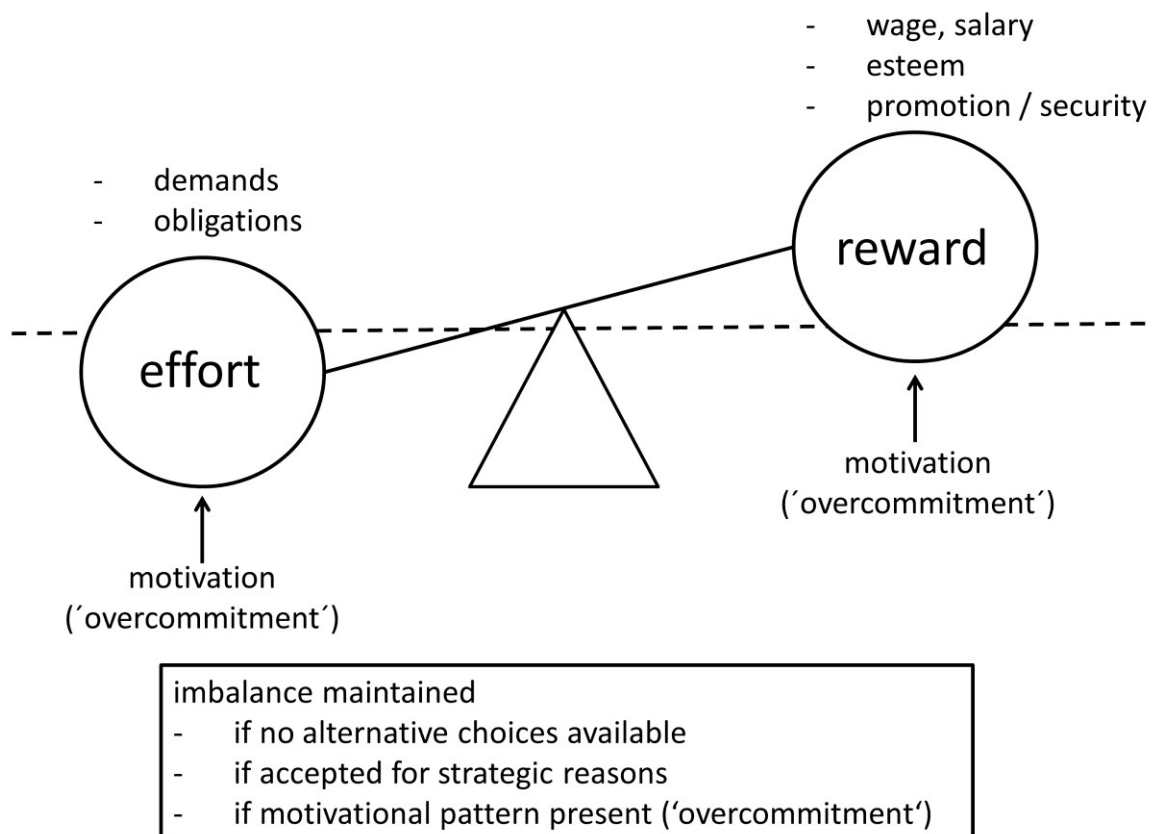 - wage, salary
- esteem
- promotion / security
- demands
- obligations
reward
effort
motivation
(´overcommitment´)
motivation
(´overcommitment´)
imbalance maintained
- if no alternative choices available
- if accepted for strategic reasons
- if motivational pattern present (‘overcommitment‘)